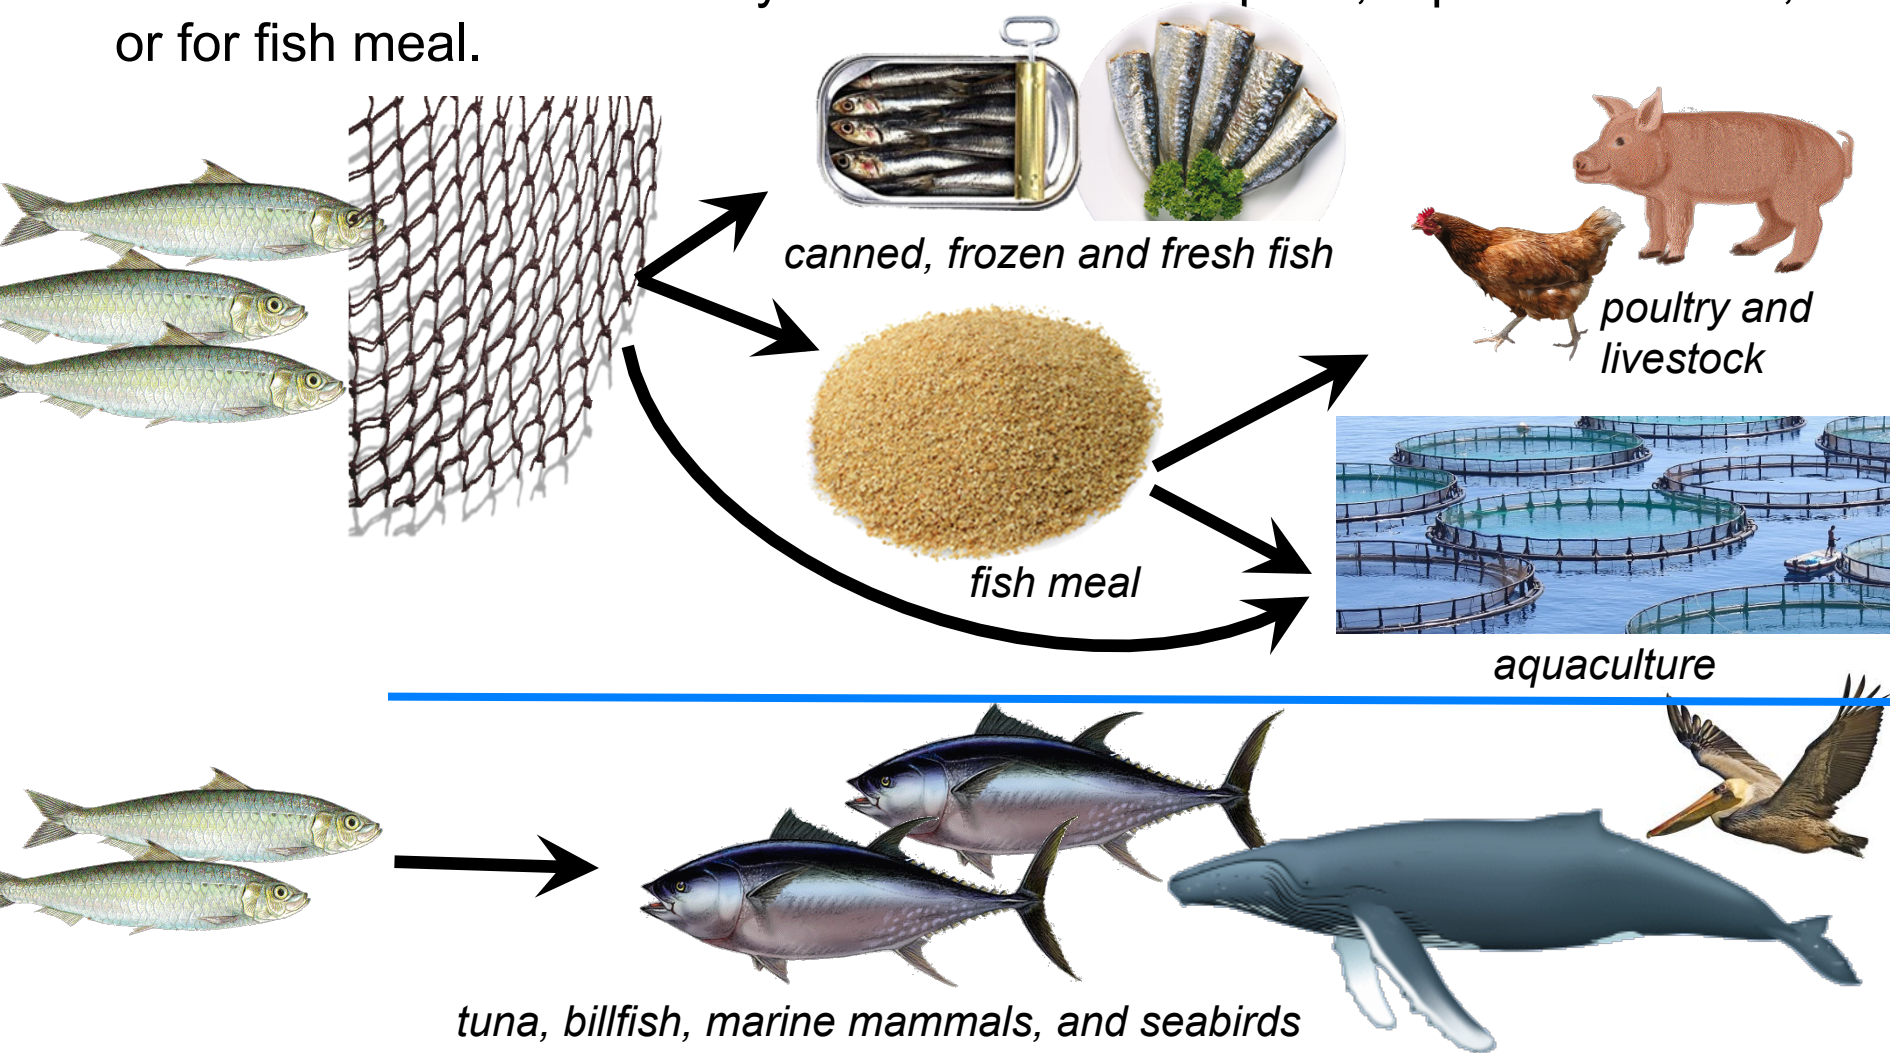 or for fish meal.
canned, frozen and fresh fish
poultry and
livestock
fish meal
aquaculture
tuna, billfish, marine mammals, and seabirds